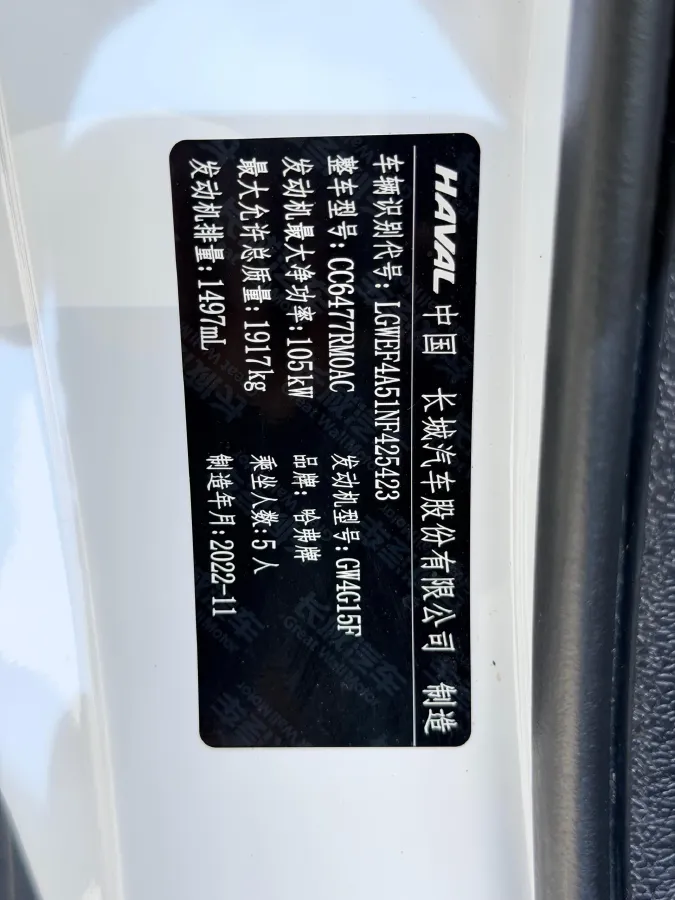 HAVAL 中国 长城汽车股份有限公司 制造
车辆识别代号:LGWEF4A51NF425423
整车型号:CC6477RM0AC 发动机型号:GW4G15F
发动机最大净功率:105kW 品牌:哈弗牌
最大允许总质量:1917kg 乘坐人数:5人
发动机排量:1497mL 制造年月:2022-11